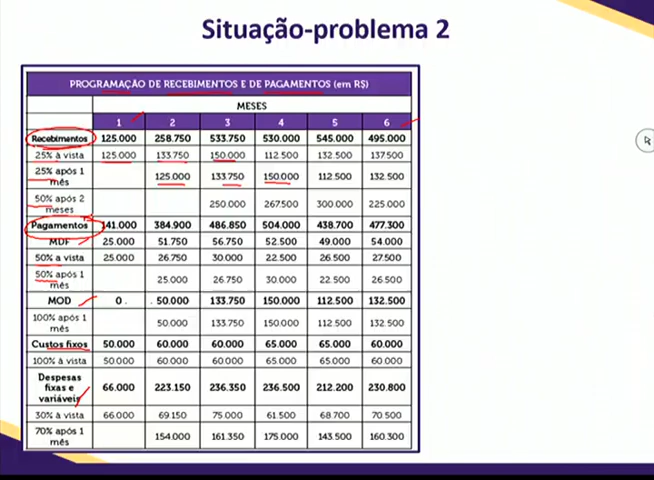 Situação-problema 2
PROGRAMAÇÃO DE RECEBIMENTOS E DE PAGAMENTOS (em R$)
MESES
1 2 3 4 5 6
Recebimentos 125.000 258.750 533.750 530.000 545.000 495.000
25% à vista 125.000 133.750 150.000 112.500 132.500 137.500
25% após 1 mês 125.000 133.750 150.000 112.500 132.500
50% após 2 meses 250.000 267.500 300.000 225.000
Pagamentos 141.000 384.900 486.850 504.000 438.700 477.300
MDF 25.000 51.750 56.750 52.500 49.000 54.000
50% à vista 25.000 26.750 30.000 22.500 26.500 27.500
50% após 1 mês 25.000 26.750 30.000 22.500 26.500
MOD 0 50.000 133.750 150.000 112.500 132.500
100% após 1 mês 50.000 133.750 150.000 112.500 132.500
Custos fixos 50.000 60.000 60.000 65.000 65.000 60.000
100% à vista 50.000 60.000 60.000 65.000 65.000 60.000
Despesas fixas e variáveis 66.000 223.150 236.350 236.500 212.200 230.800
30% à vista 66.000 69.150 75.000 61.500 68.700 70.500
70% após 1 mês 154.000 161.350 175.000 143.500 160.300